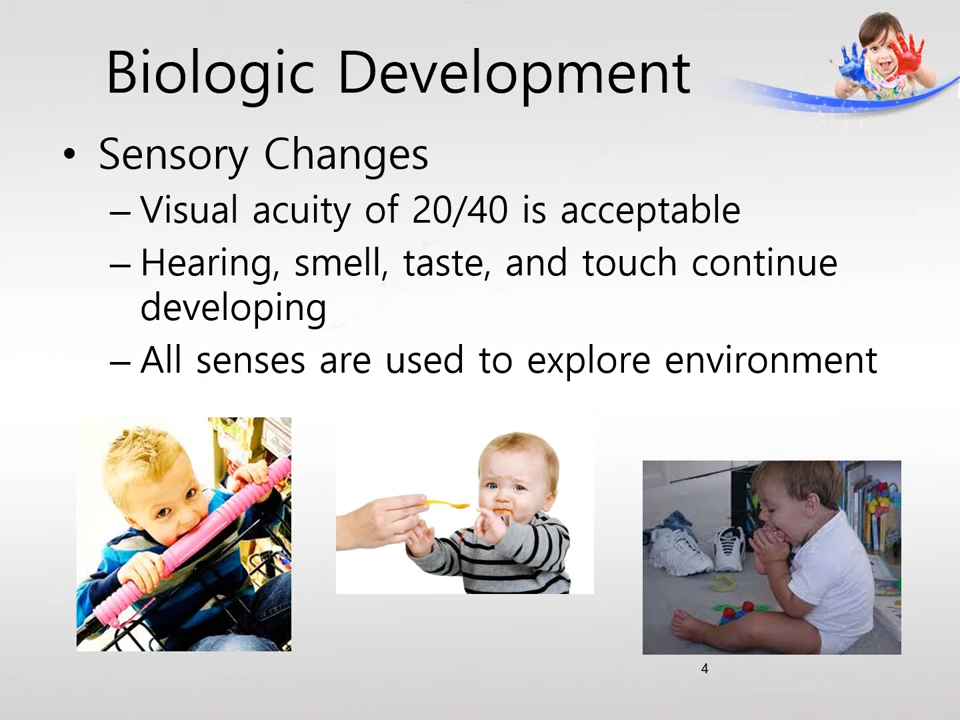 Biologic Development
• Sensory Changes
– Visual acuity of 20/40 is acceptable
– Hearing, smell, taste, and touch continue
developing
– All senses are used to explore environment
4